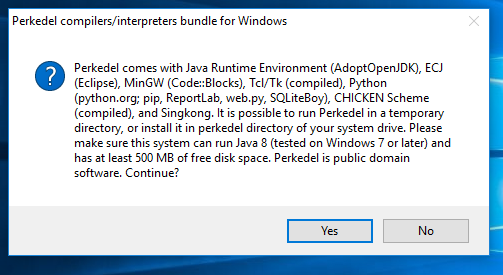 Perkedel compilers/interpreters bundle for Windows
Perkedel comes with Java Runtime Environment (AdoptOpenJDK), ECJ
(Eclipse), MinGW (Code::Blocks), Tcl/Tk (compiled), Python
(python.org; pip, ReportLab, web.py, SQLiteBoy), CHICKEN Scheme
(compiled), and Singkong. It is possible to run Perkedel in a temporary
directory, or install it in perkedel directory of your system drive. Please
make sure this system can run Java 8 (tested on Windows 7 or later) and
has at least 500 MB of free disk space. Perkedel is public domain
software. Continue?
Yes
No